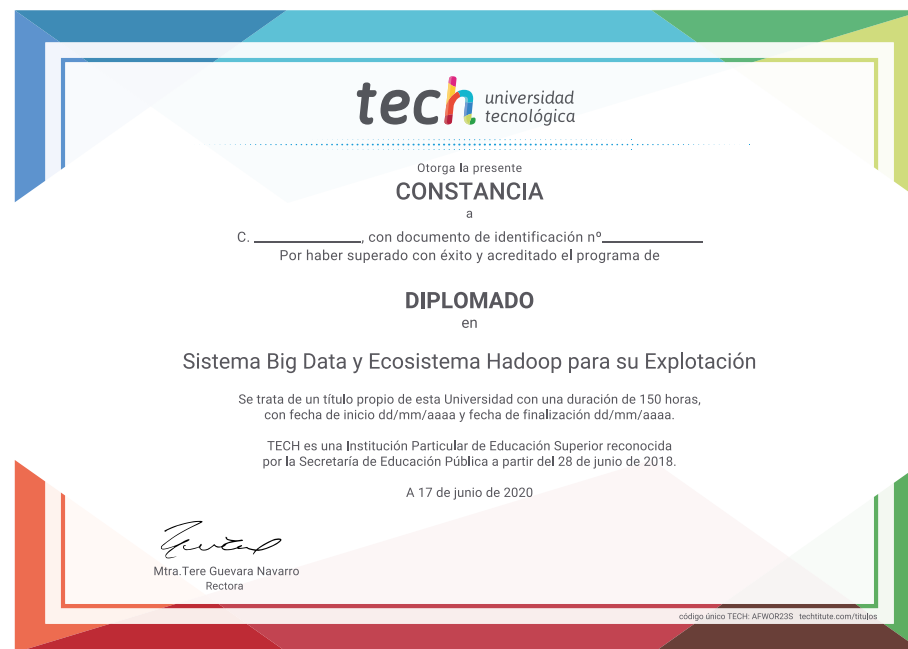 tech universidad
tecnológica
Otorga la presente
CONSTANCIA
a
C. ____________, con documento de identificación nº____________
Por haber superado con éxito y acreditado el programa de
DIPLOMADO
en
Sistema Big Data y Ecosistema Hadoop para su Explotación
Se trata de un título propio de esta Universidad con una duración de 150 horas,
con fecha de inicio dd/mm/aaaa y fecha de finalización dd/mm/aaaa.
TECH es una Institución Particular de Educación Superior reconocida
por la Secretaría de Educación Pública a partir del 28 de junio de 2018.
A 17 de junio de 2020
Mtra.Tere Guevara Navarro
Rectora
código único TECH: AFWOR23S techtitute.com/titulos